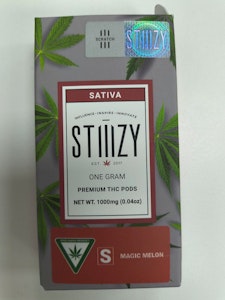 SCRATCH
STIIIZY
SATIVA
INFLUENCE • INSPIRE • INNOVATE
STIIIZY
EST. 2017
ONE GRAM
PREMIUM THC PODS
NET WT. 1000mg (0.04oz)
S
MAGIC MELON